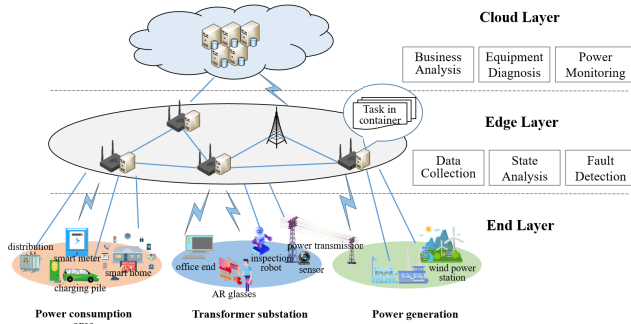 Cloud Layer
Business
Analysis
Equipment
Diagnosis
Power
Monitoring
Task in
container
Edge Layer
Data
Collection
State
Analysis
Fault
Detection
End Layer
distribution
smart meter
charging pile
smart home
office end
AR glasses
inspection
robot
power transmission
sensor
wind power
station
Power consumption
area
Transformer substation
Power generation